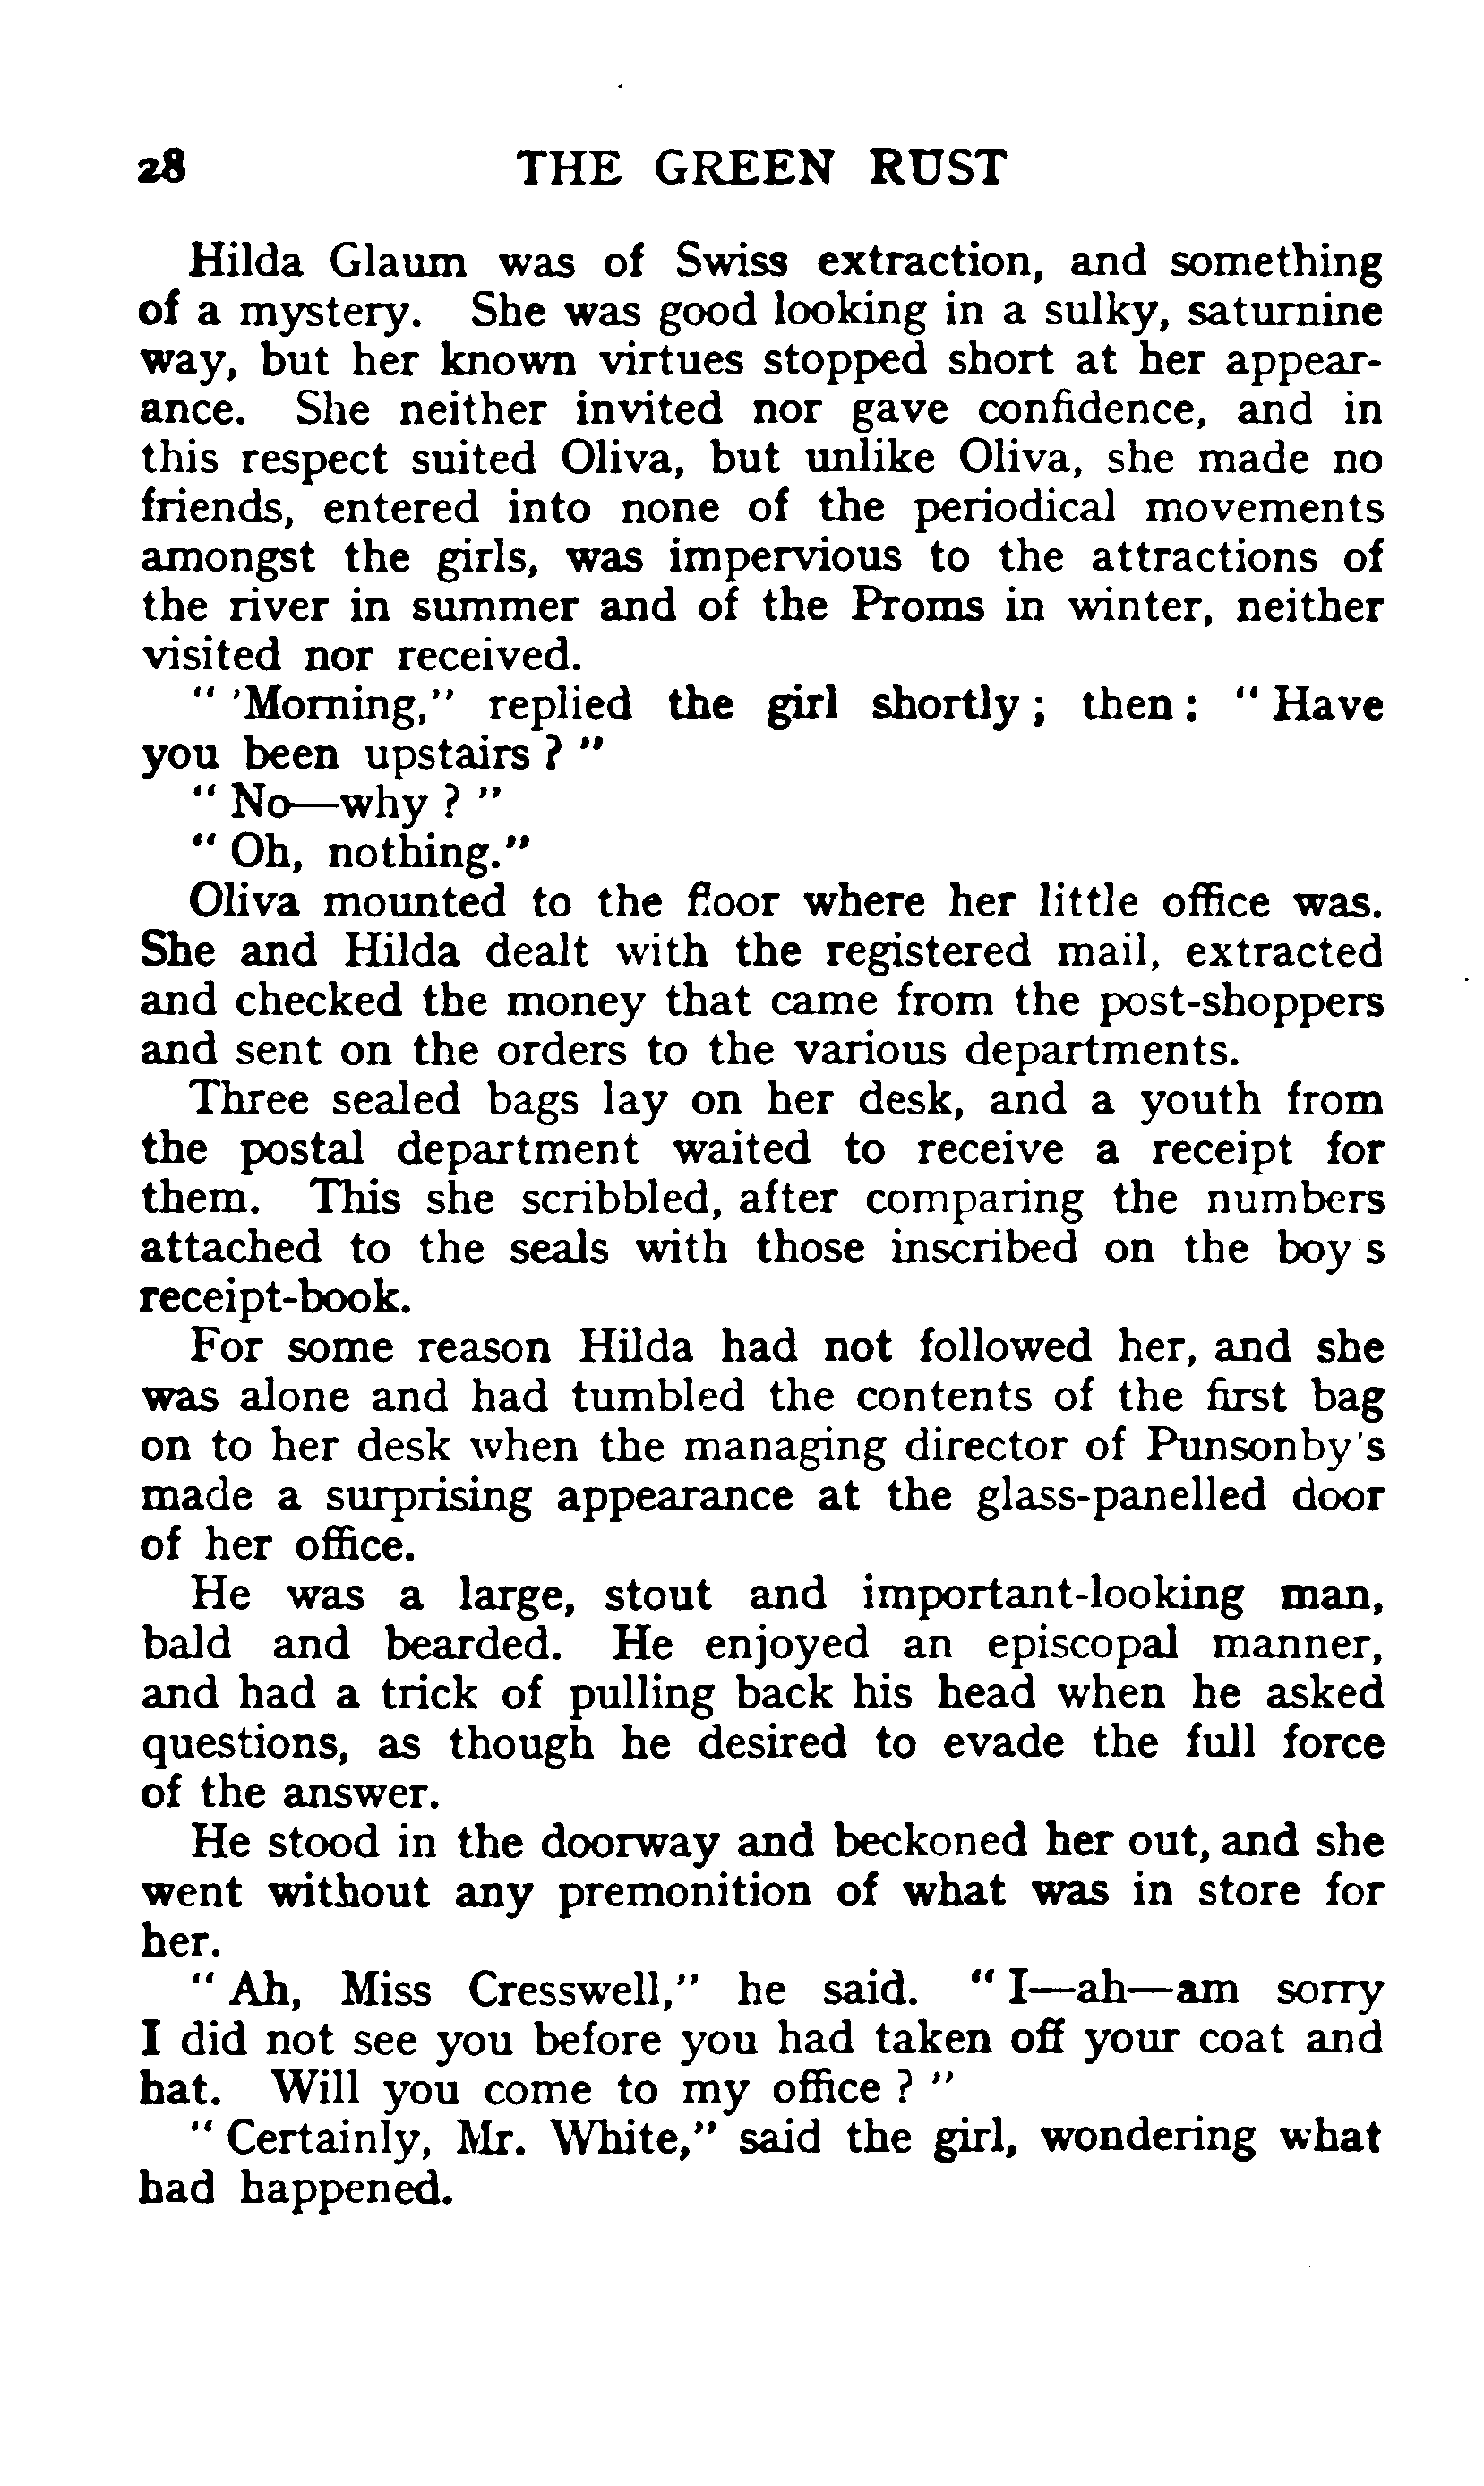 28 THE GREEN RUST
Hilda Glaum was of Swiss extraction, and something
of a mystery. She was good looking in a sulky, saturnine
way, but her known virtues stopped short at her appear-
ance. She neither invited nor gave confidence, and in
this respect suited Oliva, but unlike Oliva, she made no
friends, entered into none of the periodical movements
amongst the girls, was impervious to the attractions of
the river in summer and of the Proms in winter, neither
visited nor received.
" 'Morning," replied the girl shortly ; then : " Have
you been upstairs ? "
" No—why ? "
" Oh, nothing."
Oliva mounted to the floor where her little office was.
She and Hilda dealt with the registered mail, extracted
and checked the money that came from the post-shoppers
and sent on the orders to the various departments.
Three sealed bags lay on her desk, and a youth from
the postal department waited to receive a receipt for
them. This she scribbled, after comparing the numbers
attached to the seals with those inscribed on the boy's
receipt-book.
For some reason Hilda had not followed her, and she
was alone and had tumbled the contents of the first bag
on to her desk when the managing director of Punsonby's
made a surprising appearance at the glass-panelled door
of her office.
He was a large, stout and important-looking man,
bald and bearded. He enjoyed an episcopal manner,
and had a trick of pulling back his head when he asked
questions, as though he desired to evade the full force
of the answer.
He stood in the doorway and beckoned her out, and she
went without any premonition of what was in store for
her.
" Ah, Miss Cresswell," he said. " I—ah—am sorry
I did not see you before you had taken off your coat and
hat. Will you come to my office ? "
" Certainly, Mr. White," said the girl, wondering what
had happened.